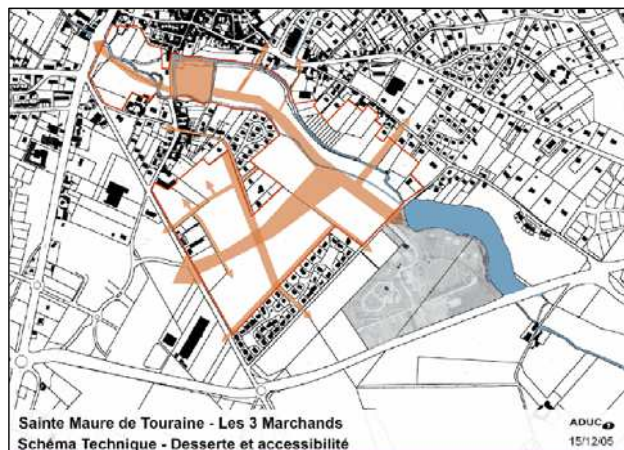 Sainte Maure de Touraine - Les 3 Marchands
Schéma Technique - Desserte et accessibilité
ADUC
15/12/05